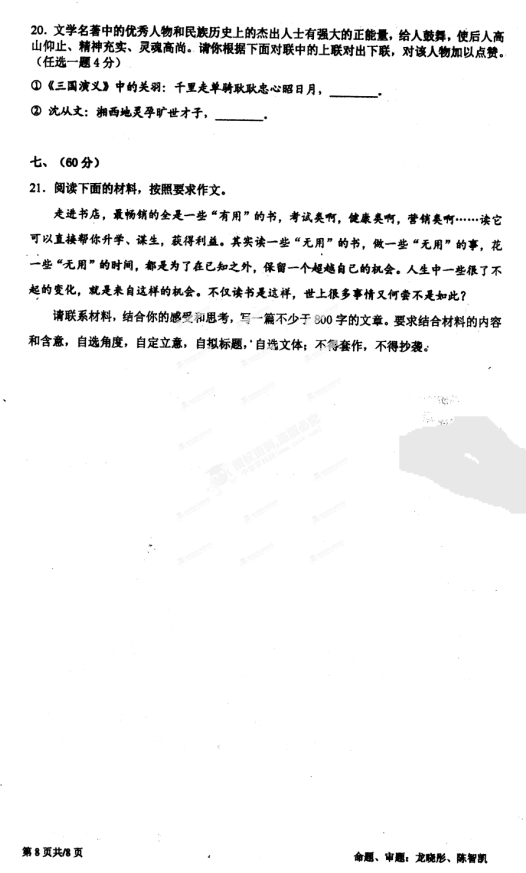 20. 文学名著中的优秀人物和民族历史上的杰出人士有强大的正能量，给人鼓舞，使后人高
山仰止、精神充实、灵魂高尚。请你根据下面对联中的上联对出下联，对该人物加以点赞。
（任选一题 4 分）
①《三国演义》中的关羽：千里走单骑耿耿忠心昭日月，________。
② 沈从文：湘西地灵孕旷世才子，________。
七、（60 分）
21. 阅读下面的材料，按照要求作文。
走进书店，最畅销的全是一些“有用”的书，考试类啊，健康类啊，营销类啊……读它
可以直接帮你升学、谋生，获得利益。其实读一些“无用”的书，做一些“无用”的事，花
一些“无用”的时间，都是为了在已知之外，保留一个超越自己的机会。人生中一些很了不
起的变化，就是来自这样的机会。不仅读书是这样，世上很多事情又何尝不是如此？
请联系材料，结合你的感受和思考，写一篇不少于 800 字的文章。要求结合材料的内容
和含意，自选角度，自定立意，自拟标题，自选文体；不得套作，不得抄袭。
第 8 页共/8 页
命题、审题：龙晓彤、陈智凯